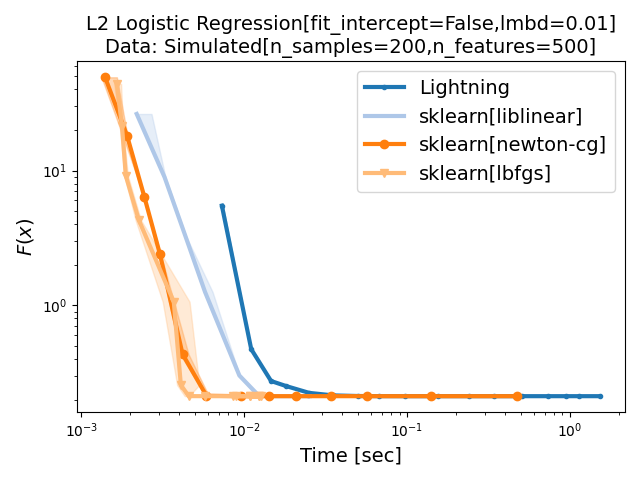 L2 Logistic Regression[fit_intercept=False,lmbd=0.01]
Data: Simulated[n_samples=200,n_features=500]
Lightning
sklearn[liblinear]
sklearn[newton-cg]
sklearn[lbfgs]
F(x)
10¹
10⁰
10⁻³
10⁻²
10⁻¹
10⁰
Time [sec]